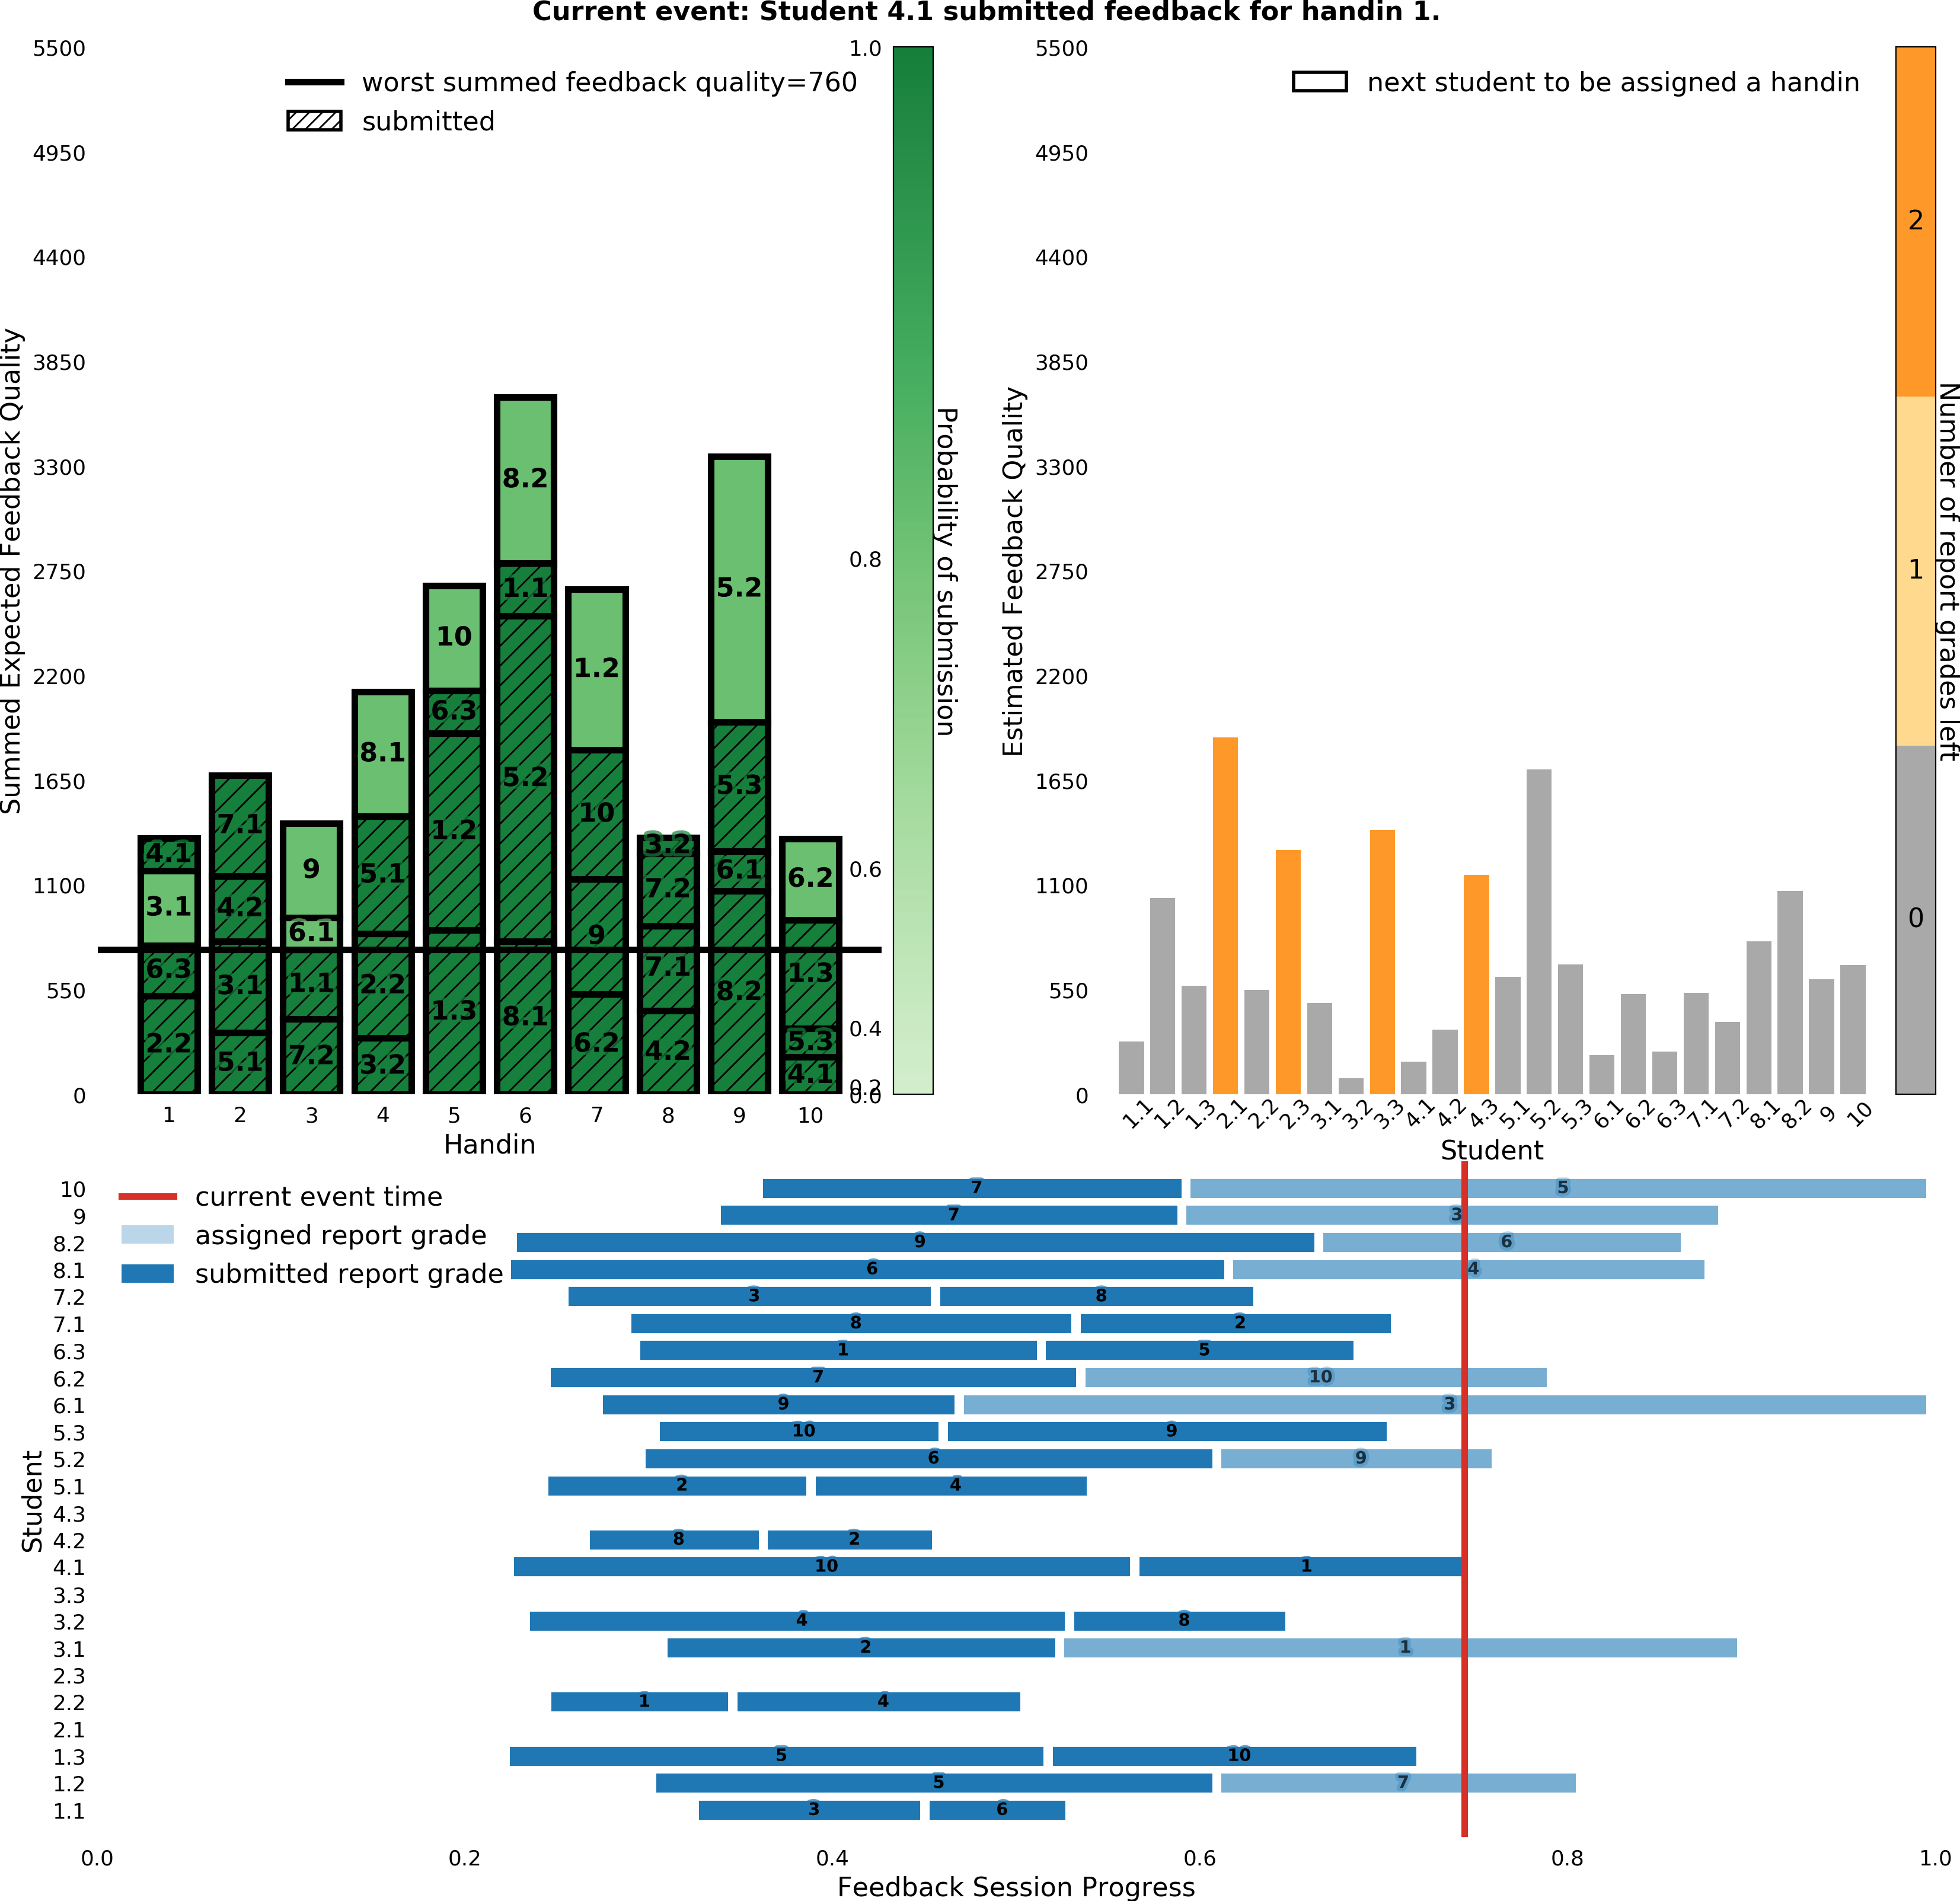 Current event: Student 4.1 submitted feedback for handin 1.
Summed Expected Feedback Quality
5500
4950
4400
3850
3300
2750
2200
1650
1100
550
0
worst summed feedback quality=760
submitted
4.1
3.1
6.3
2.2
7.1
4.2
3.1
5.1
9
6.1
1.1
7.2
8.1
5.1
2.2
3.2
10
6.3
1.2
1.3
8.2
1.1
5.2
8.1
1.2
10
9
6.2
3.2
7.2
7.1
4.2
5.2
5.3
6.1
8.2
6.2
1.3
5.3
4.1
1 2 3 4 5 6 7 8 9 10
Handin
1.0
0.8
0.6
0.4
0.2
0.0
Probability of submission
Estimated Feedback Quality
5500
4950
4400
3850
3300
2750
2200
1650
1100
550
0
next student to be assigned a handin
1.1 1.2 1.3 2.1 2.2 2.3 3.1 3.2 3.3 4.1 4.2 4.3 5.1 5.2 5.3 6.1 6.2 6.3 7.1 7.2 8.1 8.2 9 10
Student
2
1
0
Number of report grades left
current event time
assigned report grade
submitted report grade
Student
10 7 5
9 7 3
8.2 9 6
8.1 6 4
7.2 3 8
7.1 8 2
6.3 1 5
6.2 7 10
6.1 9 3
5.3 10 9
5.2 6 9
5.1 2 4
4.3
4.2 8 2
4.1 10 1
3.3
3.2 4 8
3.1 2 1
2.3
2.2 1 4
2.1
1.3 5 10
1.2 5 7
1.1 3 6
0.0 0.2 0.4 0.6 0.8 1.0
Feedback Session Progress